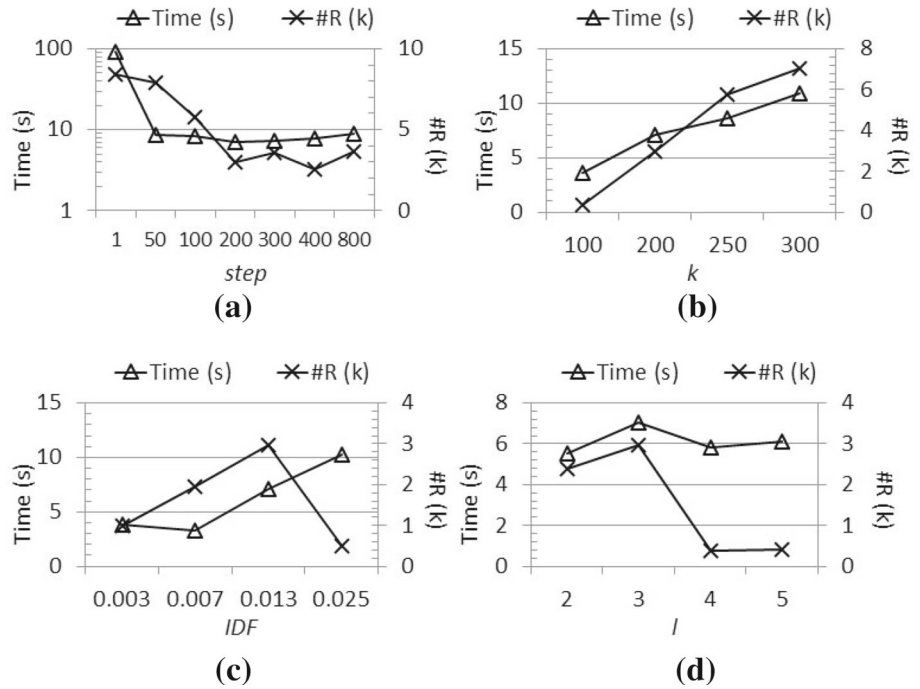 Time (s) #R (k)
100 10
10 5
1 0
Time (s)
#R (k)
1 50 100 200 300 400 800
step
(a)
Time (s) #R (k)
15 8
10 6
5 4
0 2
0
Time (s)
#R (k)
100 200 250 300
k
(b)
Time (s) #R (k)
15 4
10 3
5 2
0 1
0
Time (s)
#R (k)
0.003 0.007 0.013 0.025
IDF
(c)
Time (s) #R (k)
8 4
6 3
4 2
2 1
0 0
Time (s)
#R (k)
2 3 4 5
l
(d)